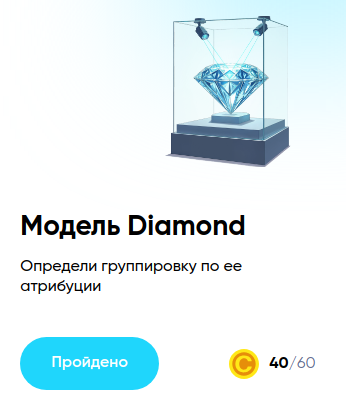 Модель Diamond
Определи группировку по ее
атрибуции
Пройдено
C 40/60